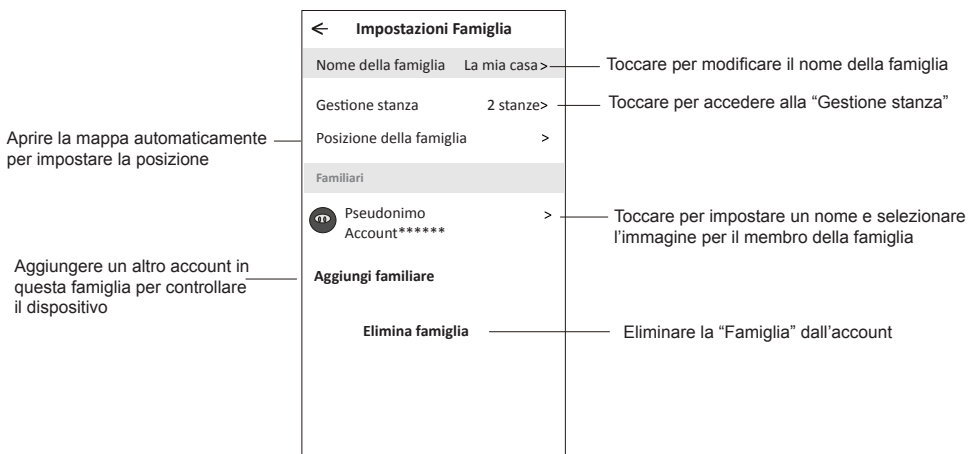 Impostazioni Famiglia
Nome della famiglia La mia casa >
Toccare per modificare il nome della famiglia
Gestione stanza 2 stanze >
Toccare per accedere alla “Gestione stanza”
Aprire la mappa automaticamente
per impostare la posizione
Posizione della famiglia >
Familiari
Pseudonimo >
Account******
Toccare per impostare un nome e selezionare
l’immagine per il membro della famiglia
Aggiungere un altro account in
questa famiglia per controllare
il dispositivo
Aggiungi familiare
Elimina famiglia
Eliminare la “Famiglia” dall’account